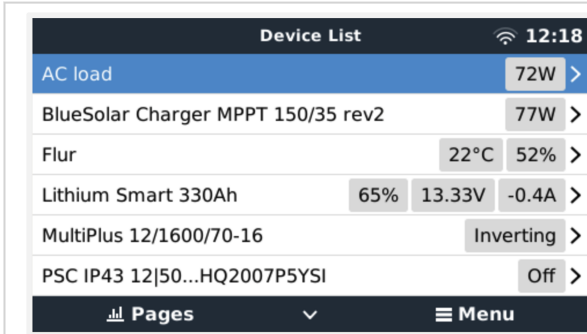 Device List 12:18
AC load 72W
BlueSolar Charger MPPT 150/35 rev2 77W
Flur 22°C 52%
Lithium Smart 330Ah 65% 13.33V -0.4A
MultiPlus 12/1600/70-16 Inverting
PSC IP43 12|50...HQ2007P5YSI Off
Pages Menu